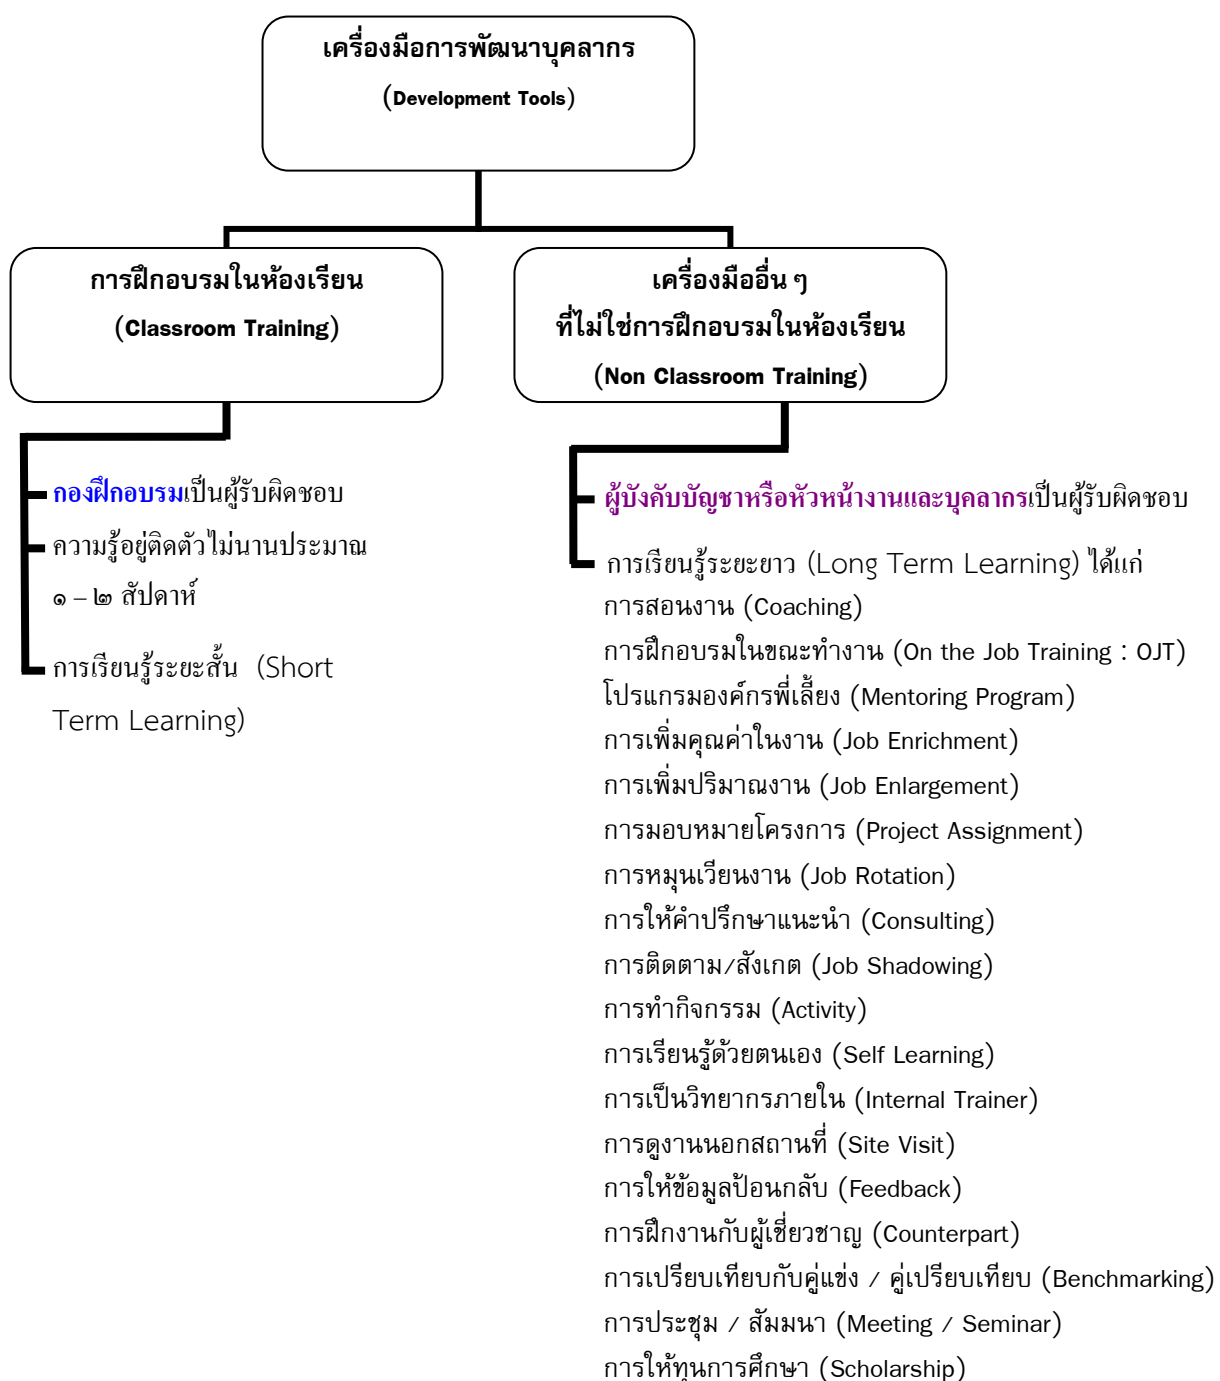 เครื่องมือการพัฒนาบุคลากร
(Development Tools)
การฝึกอบรมในห้องเรียน
(Classroom Training)
เครื่องมืออื่น ๆ
ที่ไม่ใช่การฝึกอบรมในห้องเรียน
(Non Classroom Training)
กองฝึกอบรมเป็นผู้รับผิดชอบ
ความรู้อยู่ติดตัวไม่นานประมาณ
๑ – ๒ สัปดาห์
การเรียนรู้ระยะสั้น (Short
Term Learning)
ผู้บังคับบัญชาหรือหัวหน้างานและบุคลากรเป็นผู้รับผิดชอบ
การเรียนรู้ระยะยาว (Long Term Learning) ได้แก่
การสอนงาน (Coaching)
การฝึกอบรมในขณะทำงาน (On the Job Training : OJT)
โปรแกรมองค์กรพี่เลี้ยง (Mentoring Program)
การเพิ่มคุณค่าในงาน (Job Enrichment)
การเพิ่มปริมาณงาน (Job Enlargement)
การมอบหมายโครงการ (Project Assignment)
การหมุนเวียนงาน (Job Rotation)
การให้คำปรึกษาแนะนำ (Consulting)
การติดตาม/สังเกต (Job Shadowing)
การทำกิจกรรม (Activity)
การเรียนรู้ด้วยตนเอง (Self Learning)
การเป็นวิทยากรภายใน (Internal Trainer)
การดูงานนอกสถานที่ (Site Visit)
การให้ข้อมูลป้อนกลับ (Feedback)
การฝึกงานกับผู้เชี่ยวชาญ (Counterpart)
การเปรียบเทียบกับคู่แข่ง / คู่เปรียบเทียบ (Benchmarking)
การประชุม / สัมมนา (Meeting / Seminar)
การให้ทุนการศึกษา (Scholarship)